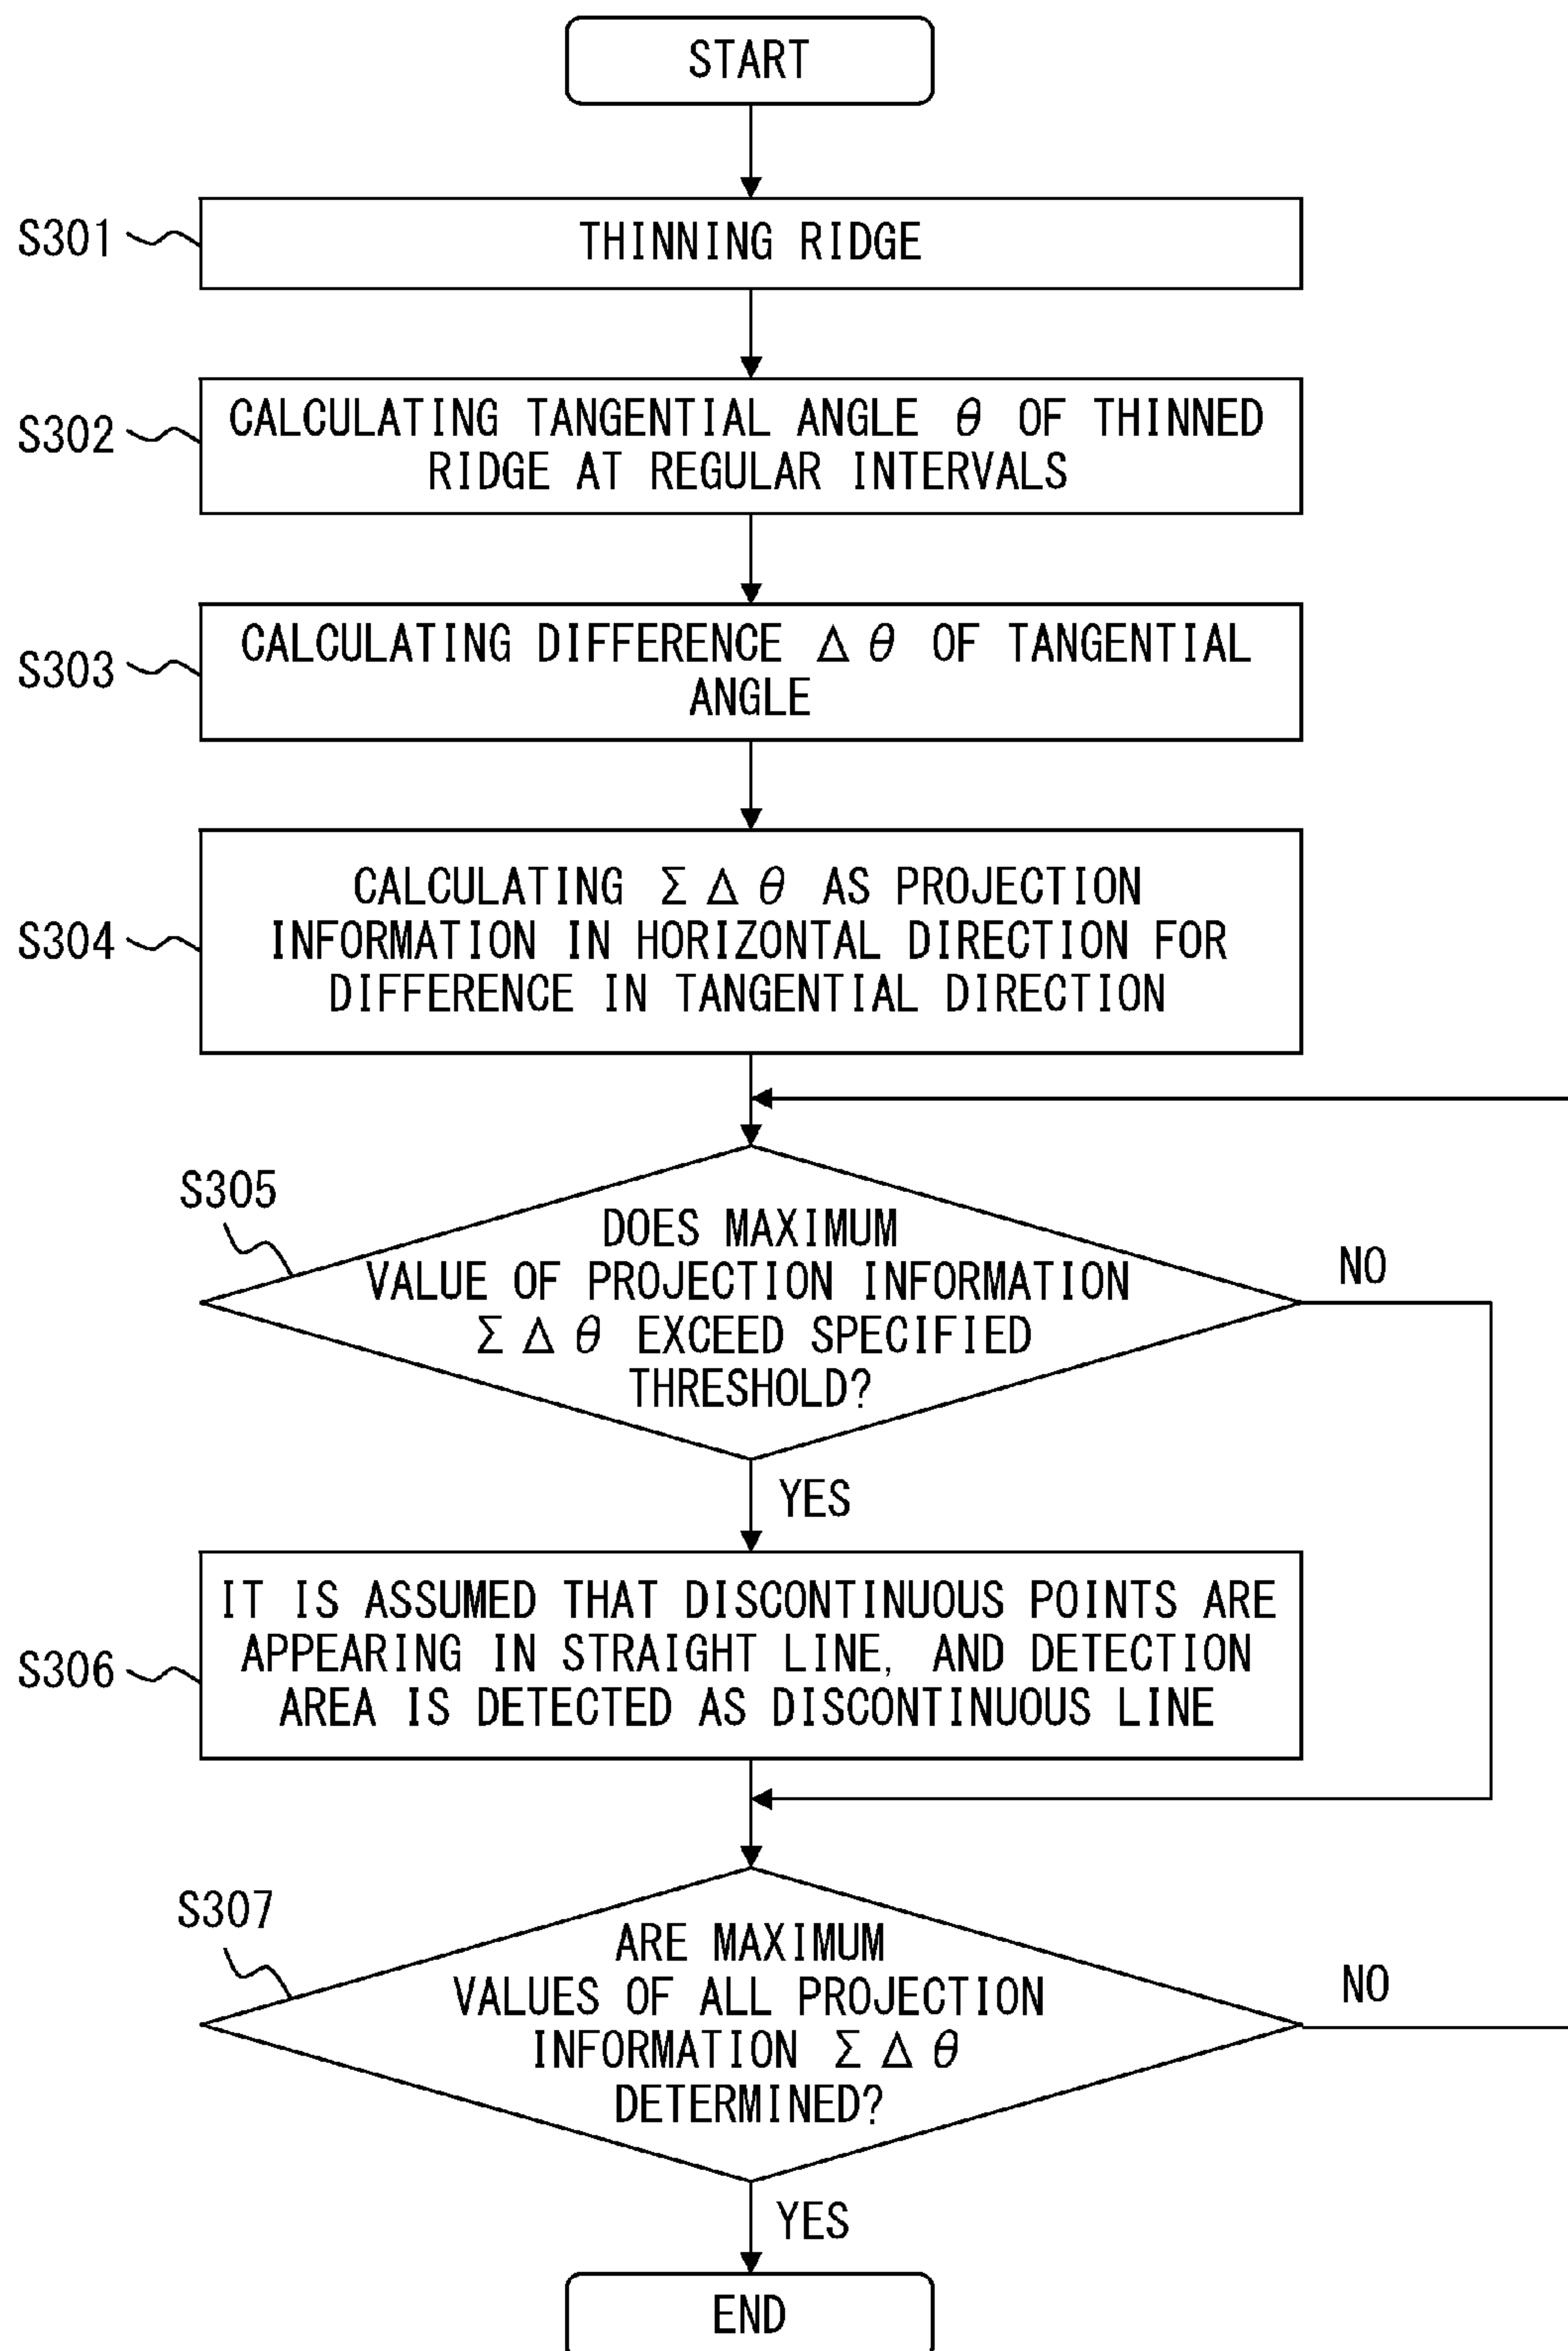 START
S301
THINNING RIDGE
S302
CALCULATING TANGENTIAL ANGLE θ OF THINNED
RIDGE AT REGULAR INTERVALS
S303
CALCULATING DIFFERENCE Δ θ OF TANGENTIAL
ANGLE
S304
CALCULATING Σ Δ θ AS PROJECTION
INFORMATION IN HORIZONTAL DIRECTION FOR
DIFFERENCE IN TANGENTIAL DIRECTION
S305
DOES MAXIMUM
VALUE OF PROJECTION INFORMATION
Σ Δ θ EXCEED SPECIFIED
THRESHOLD?
NO
YES
S306
IT IS ASSUMED THAT DISCONTINUOUS POINTS ARE
APPEARING IN STRAIGHT LINE, AND DETECTION
AREA IS DETECTED AS DISCONTINUOUS LINE
S307
ARE MAXIMUM
VALUES OF ALL PROJECTION
INFORMATION Σ Δ θ
DETERMINED?
NO
YES
END